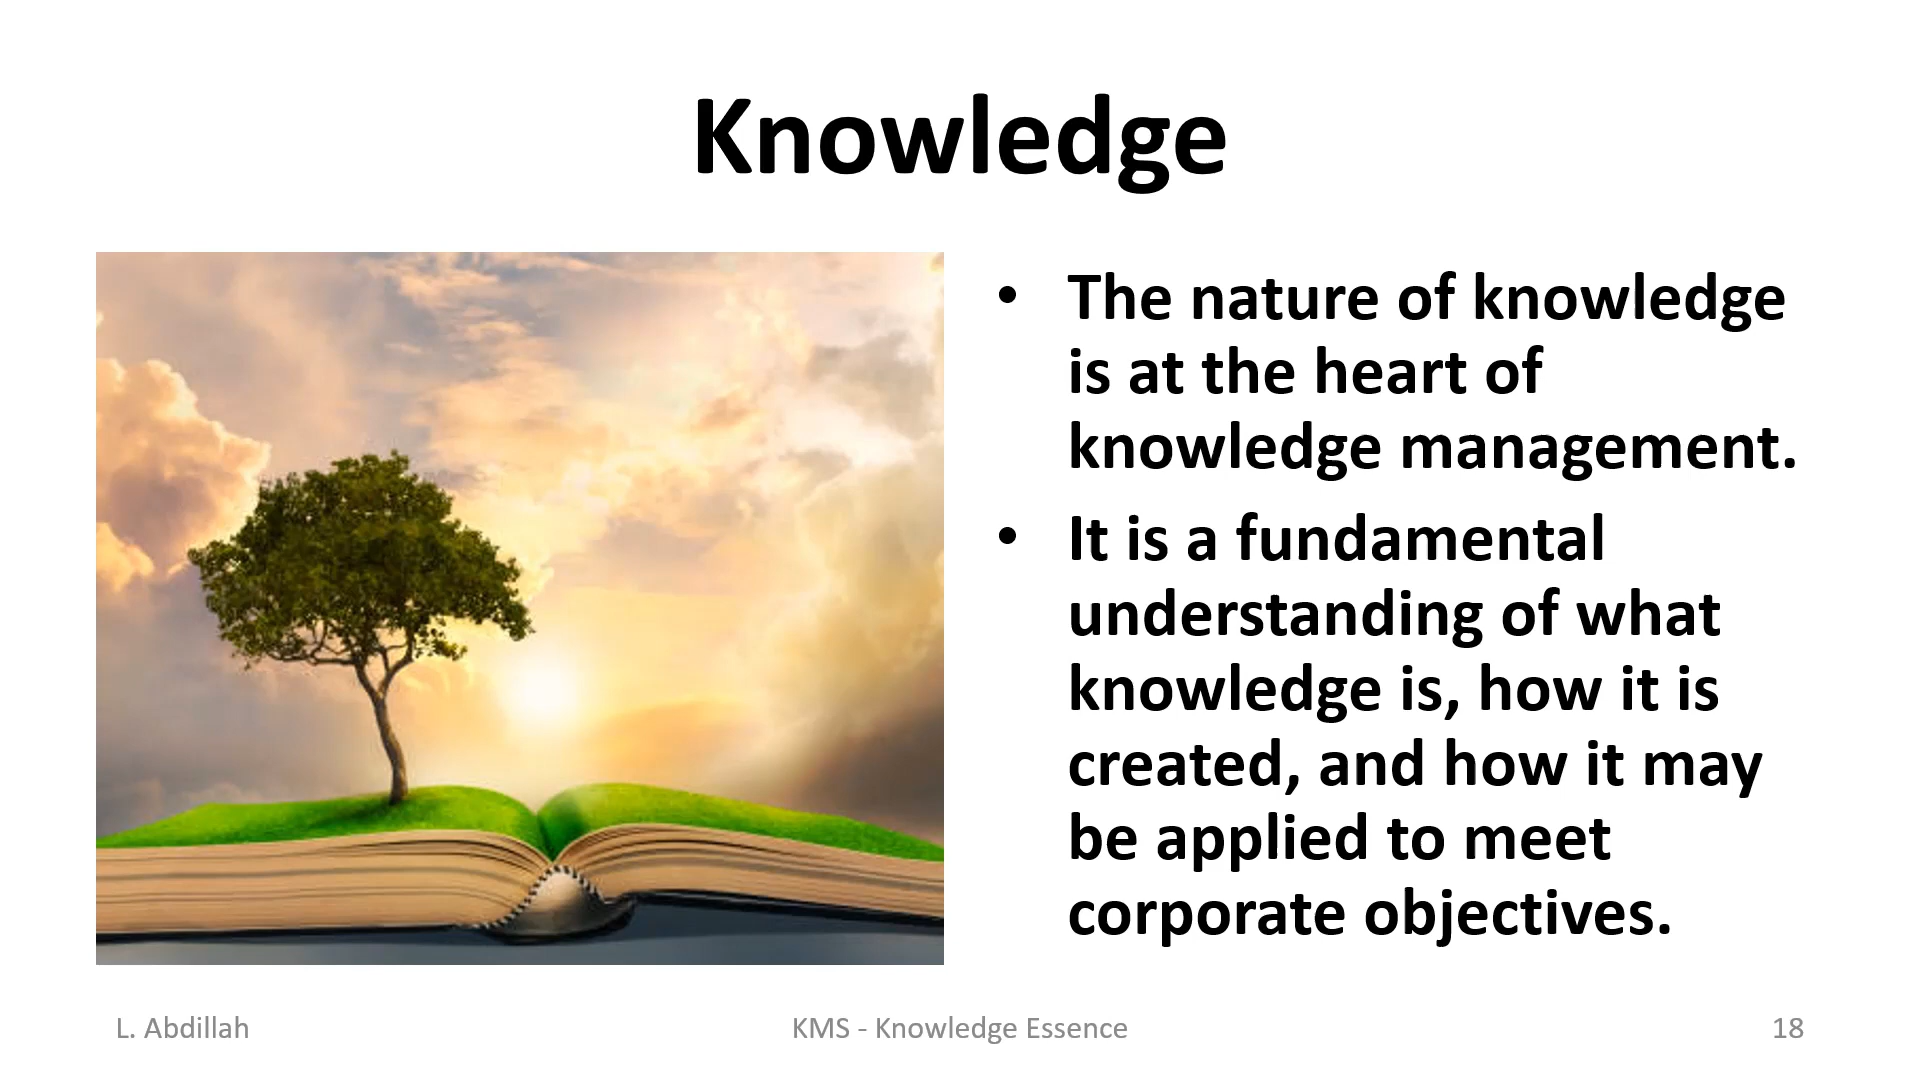 Knowledge
• The nature of knowledge
is at the heart of
knowledge management.
• It is a fundamental
understanding of what
knowledge is, how it is
created, and how it may
be applied to meet
corporate objectives.
L. Abdillah
KMS - Knowledge Essence
18